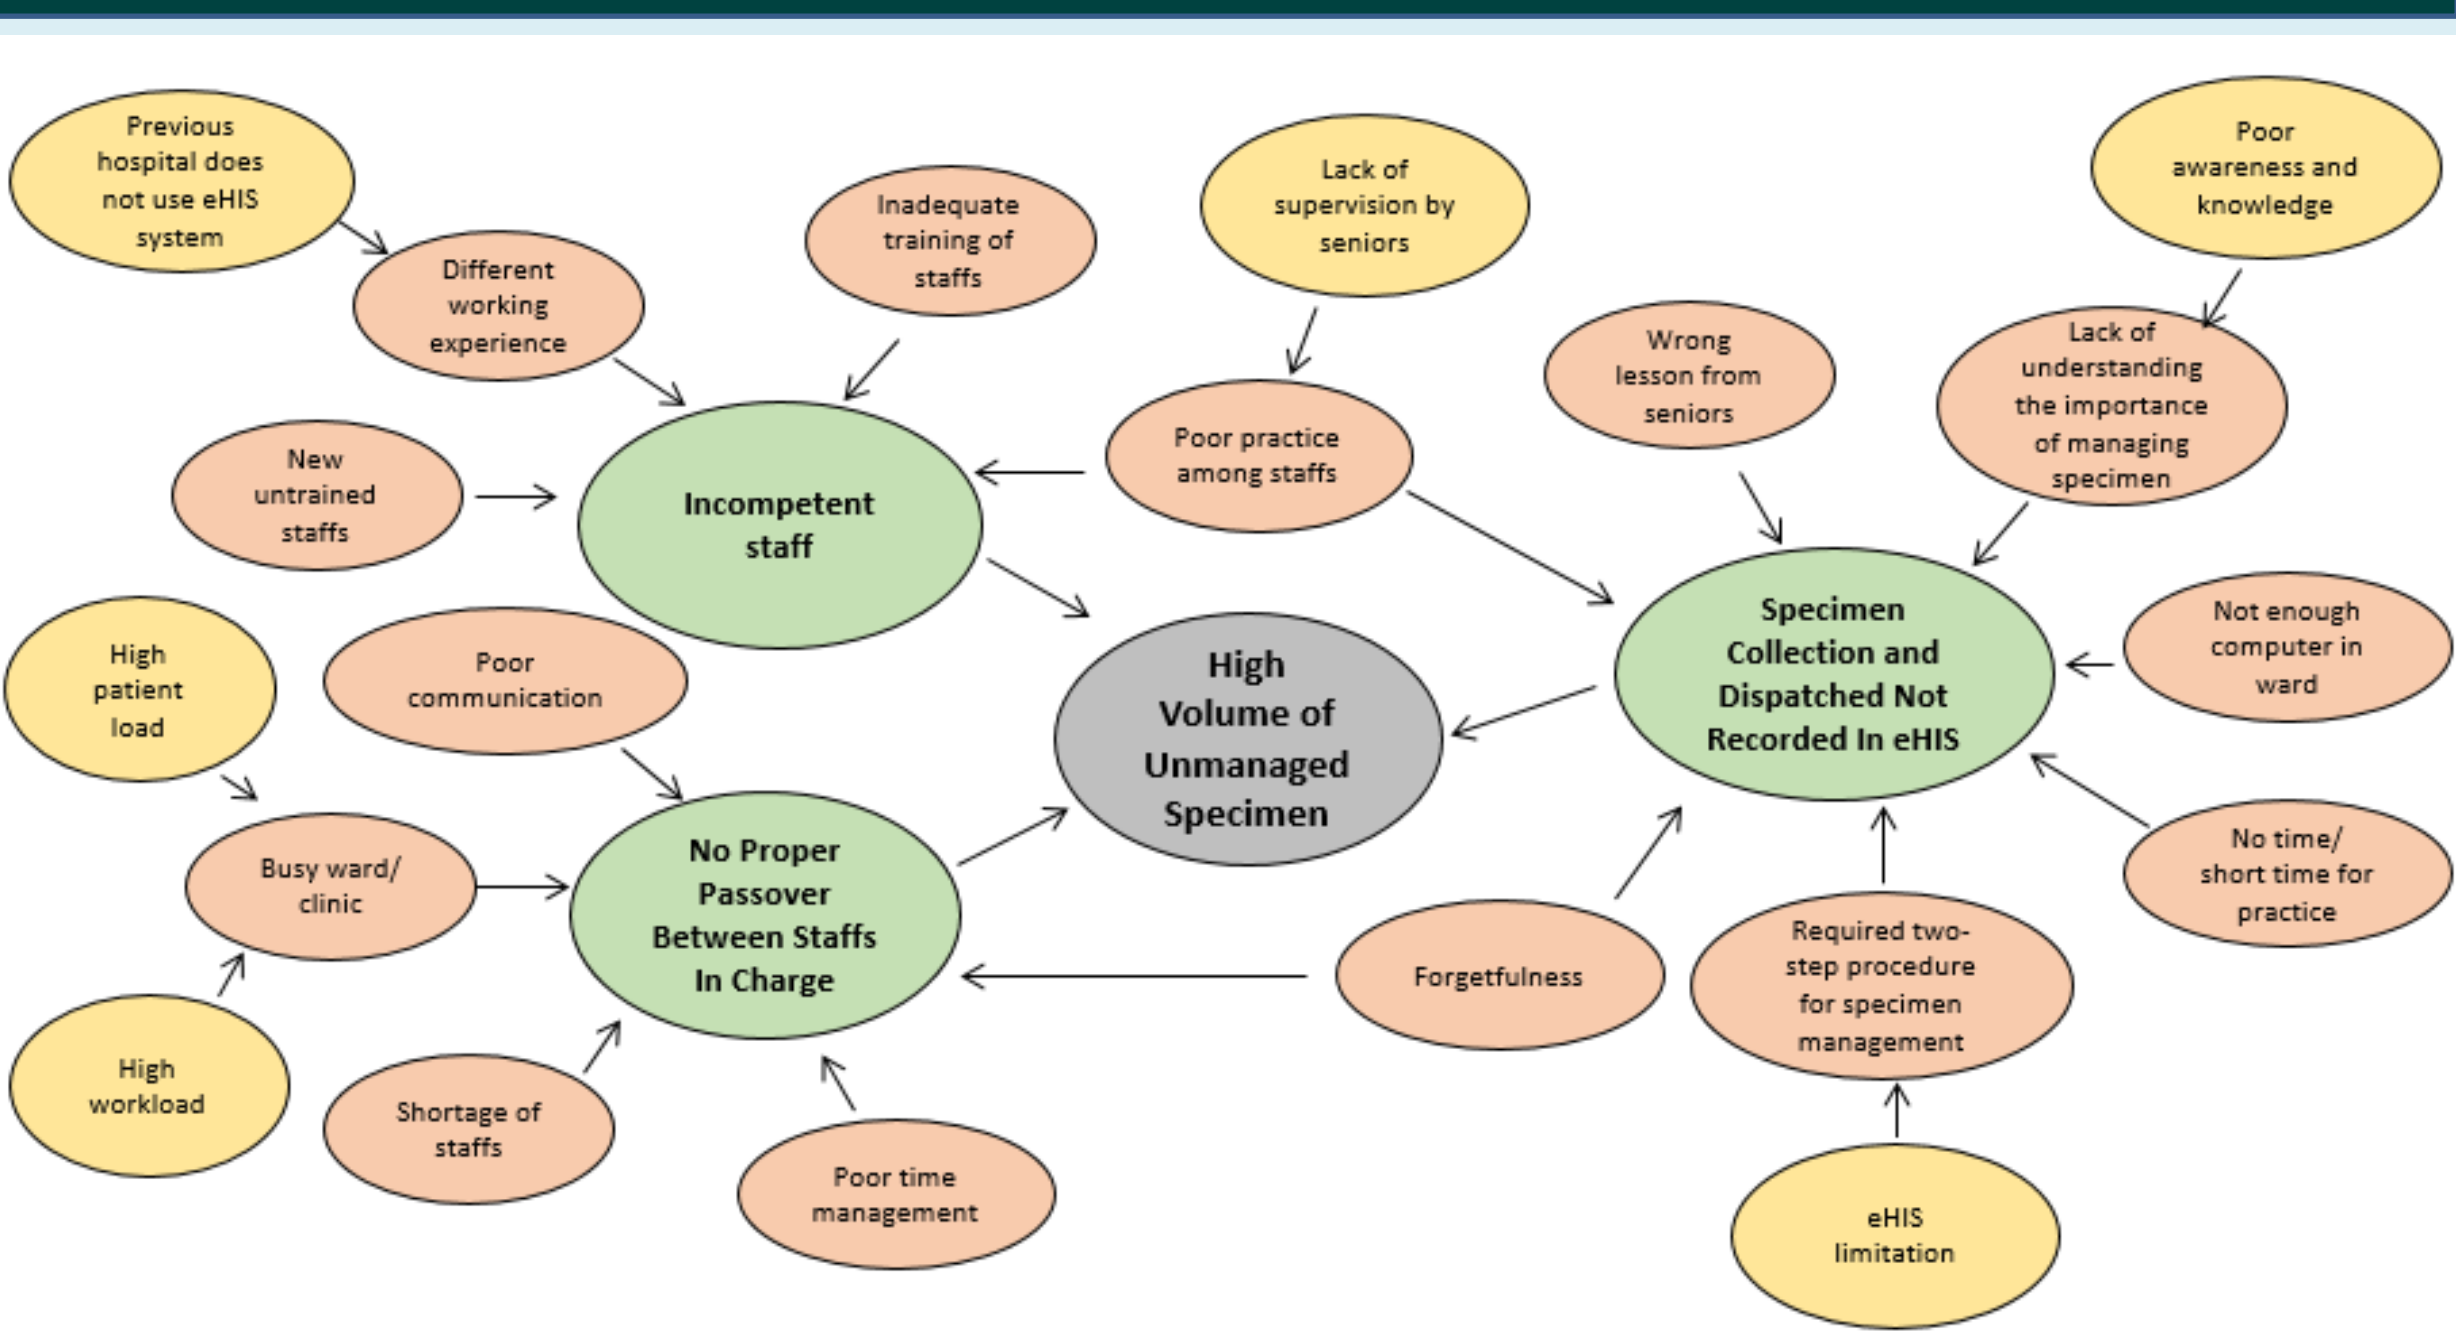 Previous
hospital does
not use eHIS
system
Different
working
experience
Inadequate
training of
staffs
Lack of
supervision by
seniors
Poor
awareness and
knowledge
Wrong
lesson from
seniors
Lack of
understanding
the importance
of managing
specimen
New
untrained
staffs
Incompetent
staff
Poor practice
among staffs
High
patient
load
Poor
communication
High
Volume of
Unmanaged
Specimen
Specimen
Collection and
Dispatched Not
Recorded In eHIS
Not enough
computer in
ward
Busy ward/
clinic
No Proper
Passover
Between Staffs
In Charge
No time/
short time for
practice
Forgetfulness
Required two-
step procedure
for specimen
management
High
workload
Shortage of
staffs
Poor time
management
eHIS
limitation